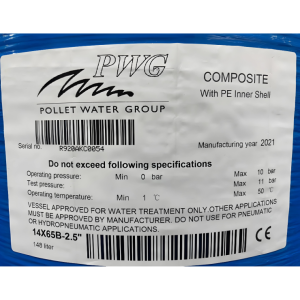 PWG
POLLET WATER GROUP
COMPOSITE
With PE Inner Shell
Serial no. R920AKC0054
Manufacturing year 2021
Do not exceed following specifications
Operating pressure: Min 0 bar Max 10 bar
Test pressure: Max 11 bar
Operating temperature: Min 1 °C Max 50 °C
VESSEL APPROVED FOR WATER TREATMENT ONLY OTHER APPLICATIONS
MUST BE APPROVED BY MANUFACTURER. DO NOT USE FOR PNEUMATIC
OR HYDROPNEUMATIC APPLICATIONS.
14X65B-2.5"
148 liter
CE